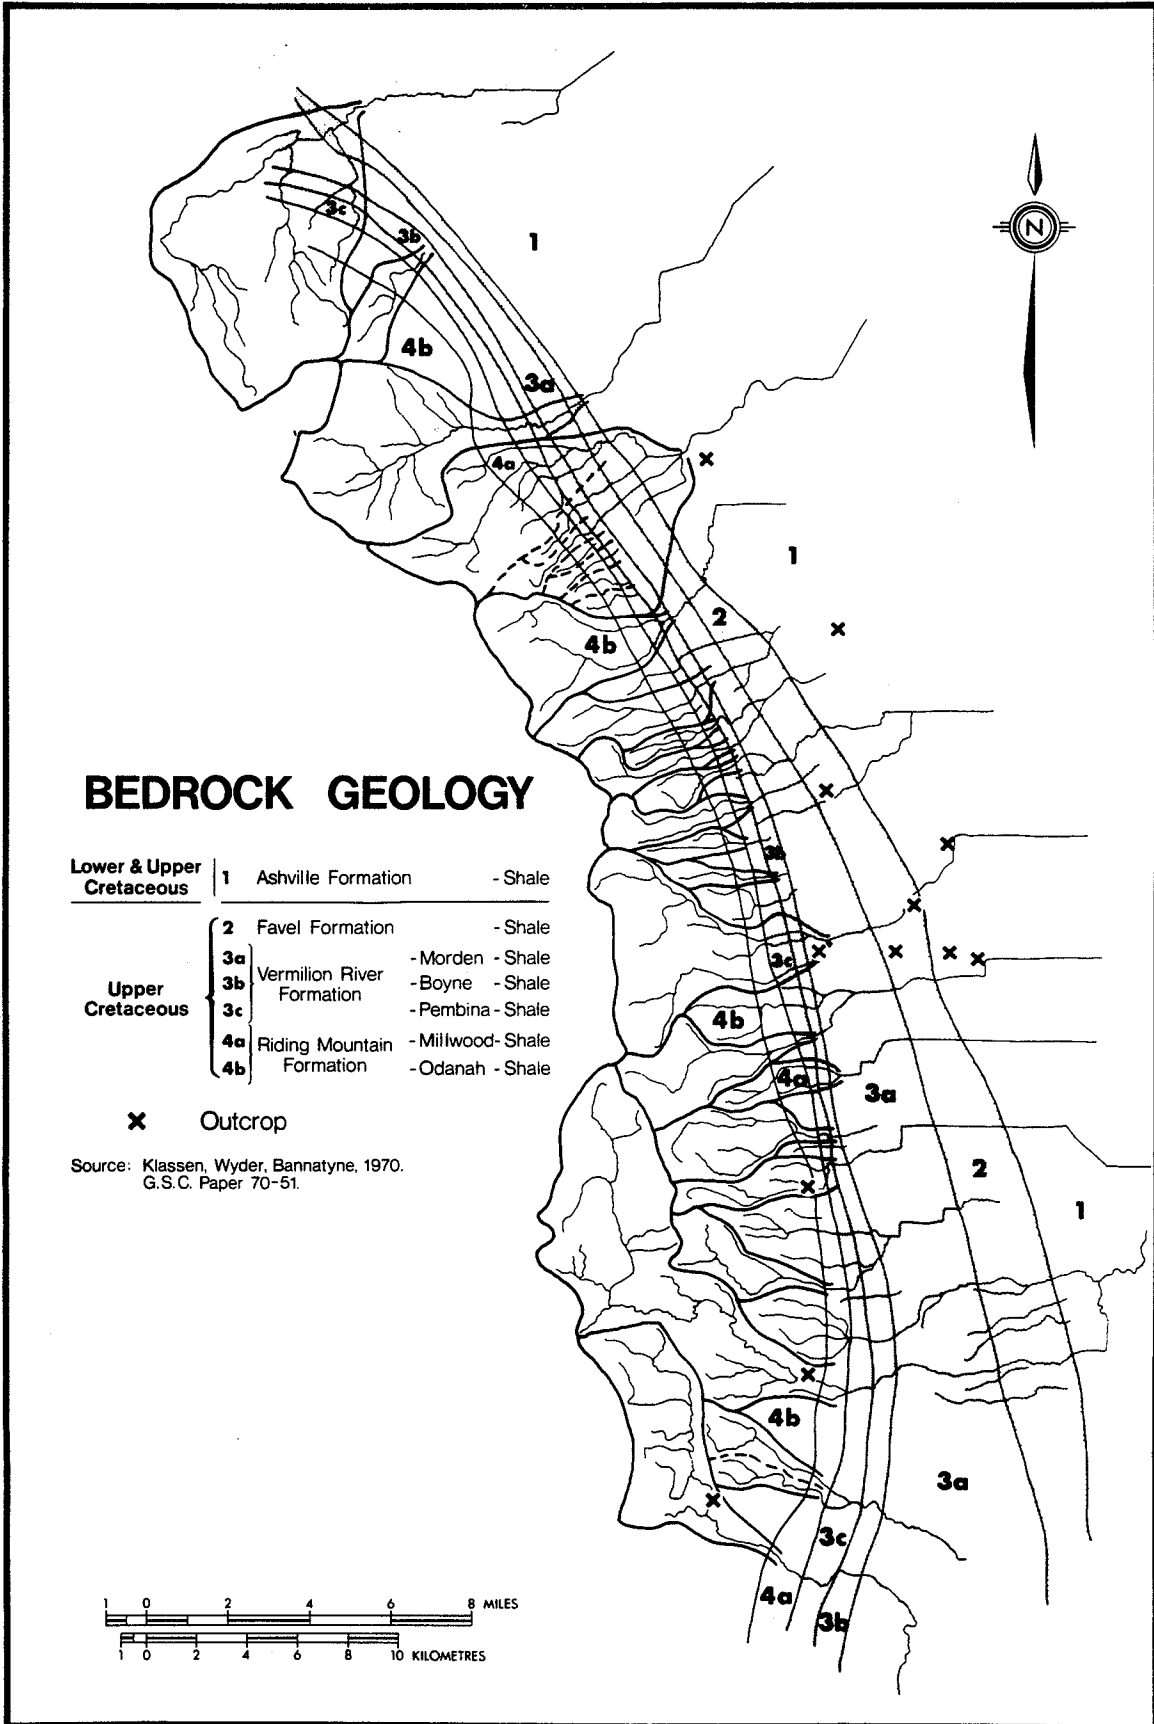 N
3c
3b
1
4b
3a
4a
1
2
4b
BEDROCK GEOLOGY
Lower & Upper Cretaceous 1 Ashville Formation - Shale
Upper Cretaceous
2 Favel Formation - Shale
3a - Morden - Shale
3b Vermilion River Formation - Boyne - Shale
3c - Pembina - Shale
4a Riding Mountain Formation - Millwood - Shale
4b - Odanah - Shale
x Outcrop
Source: Klassen, Wyder, Bannatyne, 1970.
G.S.C. Paper 70-51.
3b
3c
4b
4a
3a
2
1
4b
3a
3c
4a
3b
1 0 2 4 6 8 MILES
1 0 2 4 6 8 10 KILOMETRES